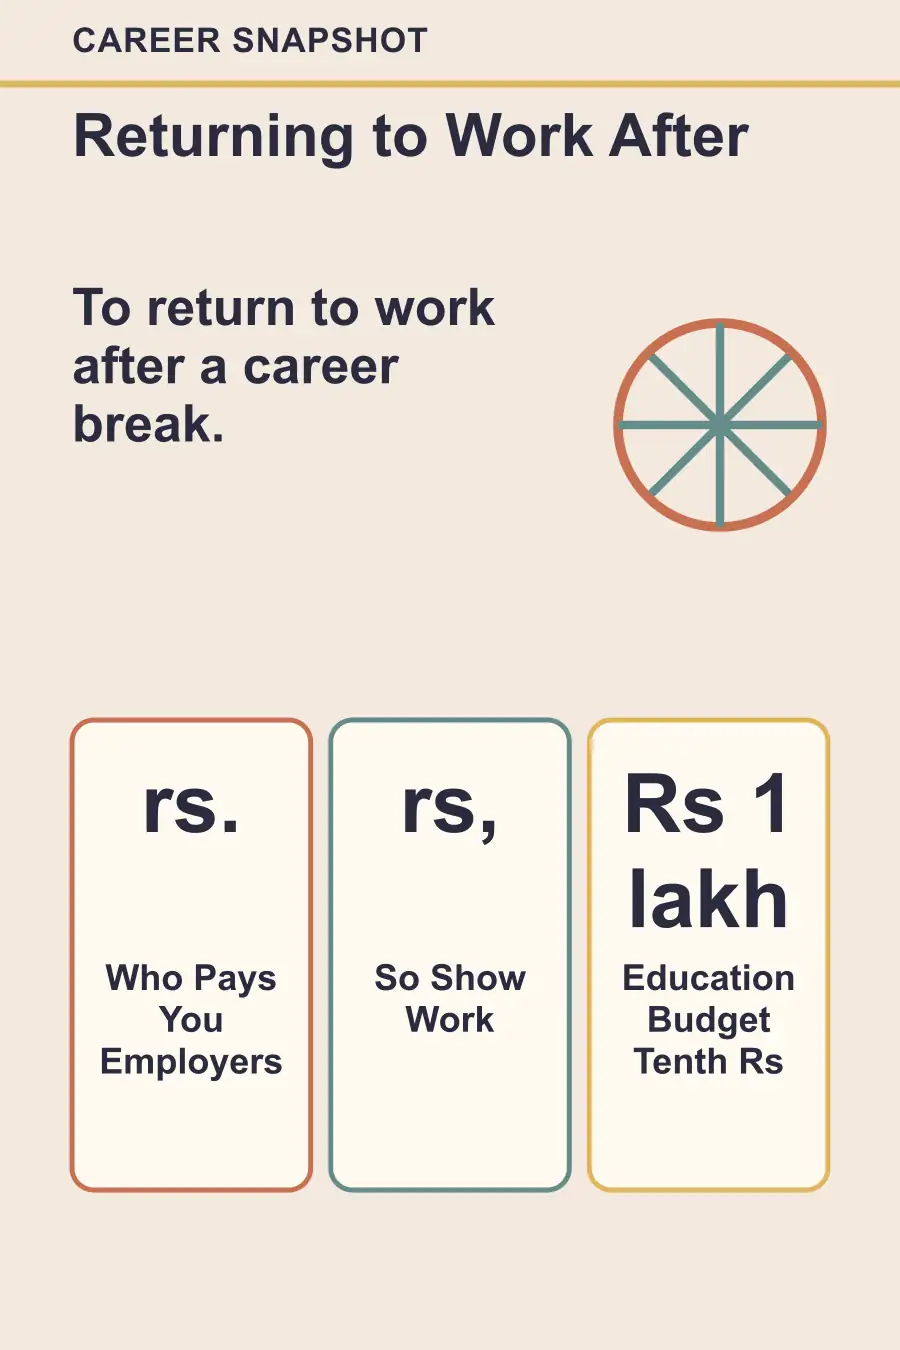 CAREER SNAPSHOT
Returning to Work After
To return to work
after a career
break.
rs.
Who Pays
You
Employers
rs,
So Show
Work
Rs 1
lakh
Education
Budget
Tenth Rs